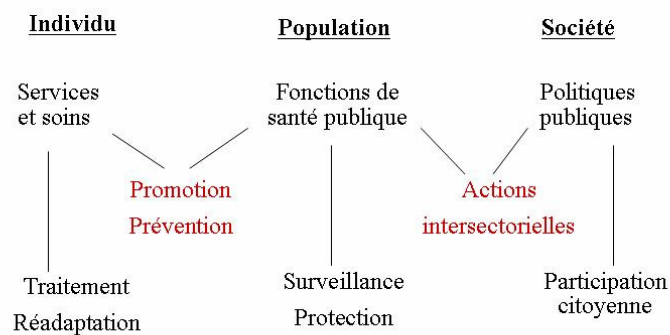 Individu
Population
Société
Services
et soins
Fonctions de
santé publique
Politiques
publiques
Promotion
Prévention
Actions
intersectorielles
Traitement
Réadaptation
Surveillance
Protection
Participation
citoyenne